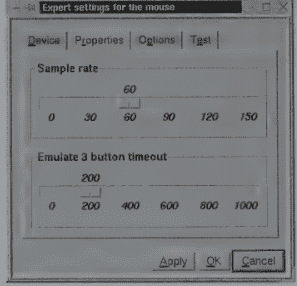 Expert settings for the mouse
Device Properties Options Test
Sample rate
60
0 30 60 90 120 150
Emulate 3 button timeout
200
0 200 400 600 800 1000
Apply OK Cancel